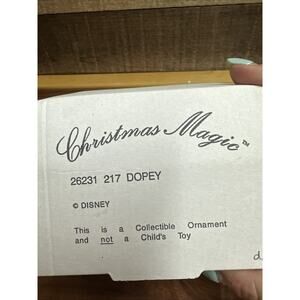 Christmas Magic™
26231 217 DOPEY
© DISNEY
This is a Collectible Ornament
and not a Child's Toy
d